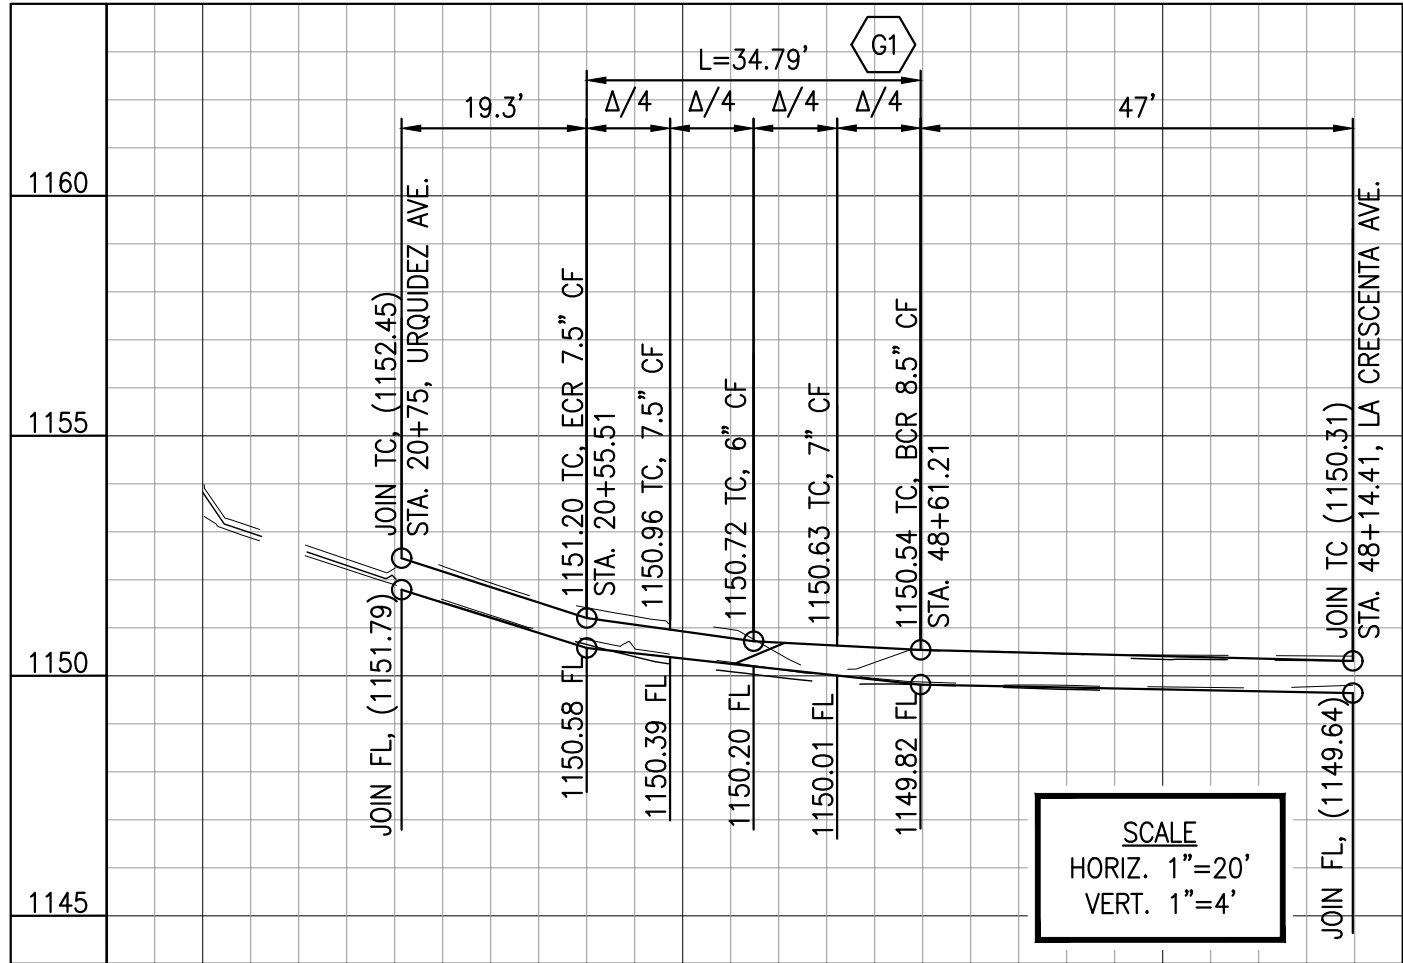 G1
L=34.79'
19.3'
Δ/4
Δ/4
Δ/4
Δ/4
47'
1160
1155
1150
1145
JOIN TC, (1152.45)
STA. 20+75, URQUIDEZ AVE.
1151.20 TC, ECR 7.5" CF
STA. 20+55.51
1150.96 TC, 7.5" CF
1150.72 TC, 6" CF
1150.63 TC, 7" CF
1150.54 TC, BCR 8.5" CF
STA. 48+61.21
JOIN TC (1150.31)
STA. 48+14.41, LA CRESCENTA AVE.
JOIN FL, (1151.79)
1150.58 FL
1150.39 FL
1150.20 FL
1150.01 FL
1149.82 FL
JOIN FL, (1149.64)
SCALE
HORIZ. 1"=20'
VERT. 1"=4'